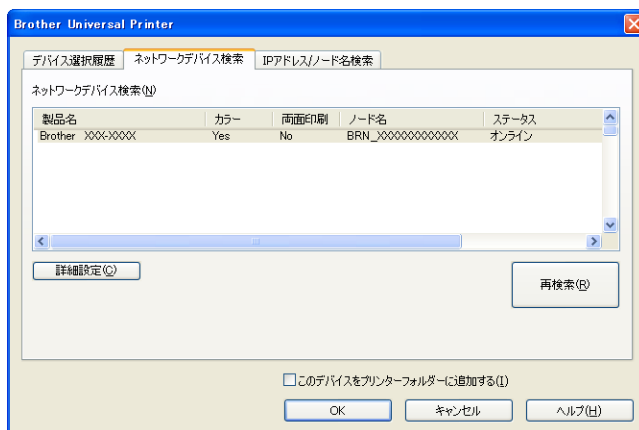 Brother Universal Printer
デバイス選択履歴 ネットワークデバイス検索 IPアドレス/ノード名検索
ネットワークデバイス検索(N)
製品名 カラー 両面印刷 ノード名 ステータス
Brother XXX-XXXX Yes No BRN_XXXXXXXXXXXX オンライン
詳細設定(C)
再検索(R)
このデバイスをプリンターフォルダーに追加する(I)
OK キャンセル ヘルプ(H)